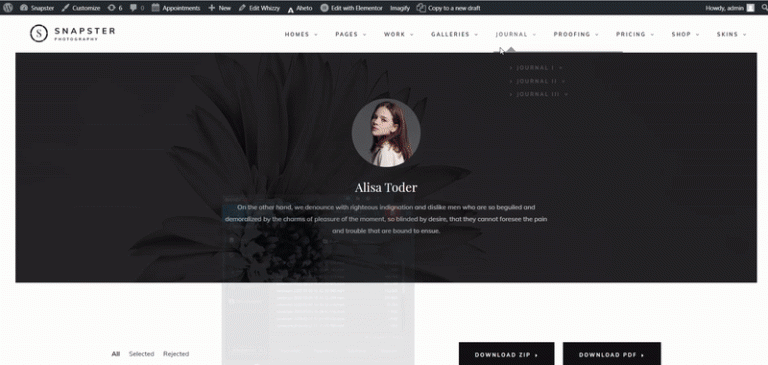 Snapster Customize 6 0 Appointments New Edit Whizzy Aheto Edit with Elementor Imagify Copy to a new draft Howdy, admin
S SNAPSTER
PHOTOGRAPHY
HOMES PAGES WORK GALLERIES JOURNAL PROOFING PRICING SHOP SKINS
JOURNAL I
JOURNAL II
JOURNAL III
Alisa Toder
On the other hand, we denounce with righteous indignation and dislike men who are so beguiled and
demoralized by the charms of pleasure of the moment, so blinded by desire, that they cannot foresee the pain
and trouble that are bound to ensue.
All Selected Rejected
DOWNLOAD ZIP DOWNLOAD PDF